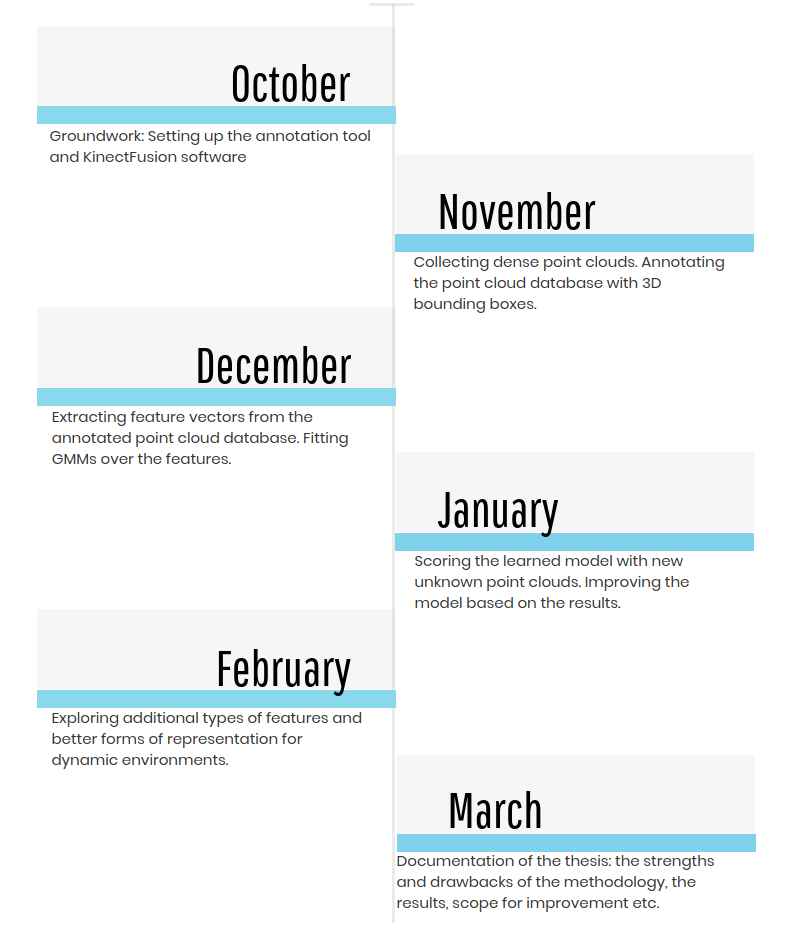 October
Groundwork: Setting up the annotation tool
and KinectFusion software
November
Collecting dense point clouds. Annotating
the point cloud database with 3D
bounding boxes.
December
Extracting feature vectors from the
annotated point cloud database. Fitting
GMMs over the features.
January
Scoring the learned model with new
unknown point clouds. Improving the
model based on the results.
February
Exploring additional types of features and
better forms of representation for
dynamic environments.
March
Documentation of the thesis: the strengths
and drawbacks of the methodology, the
results, scope for improvement etc.